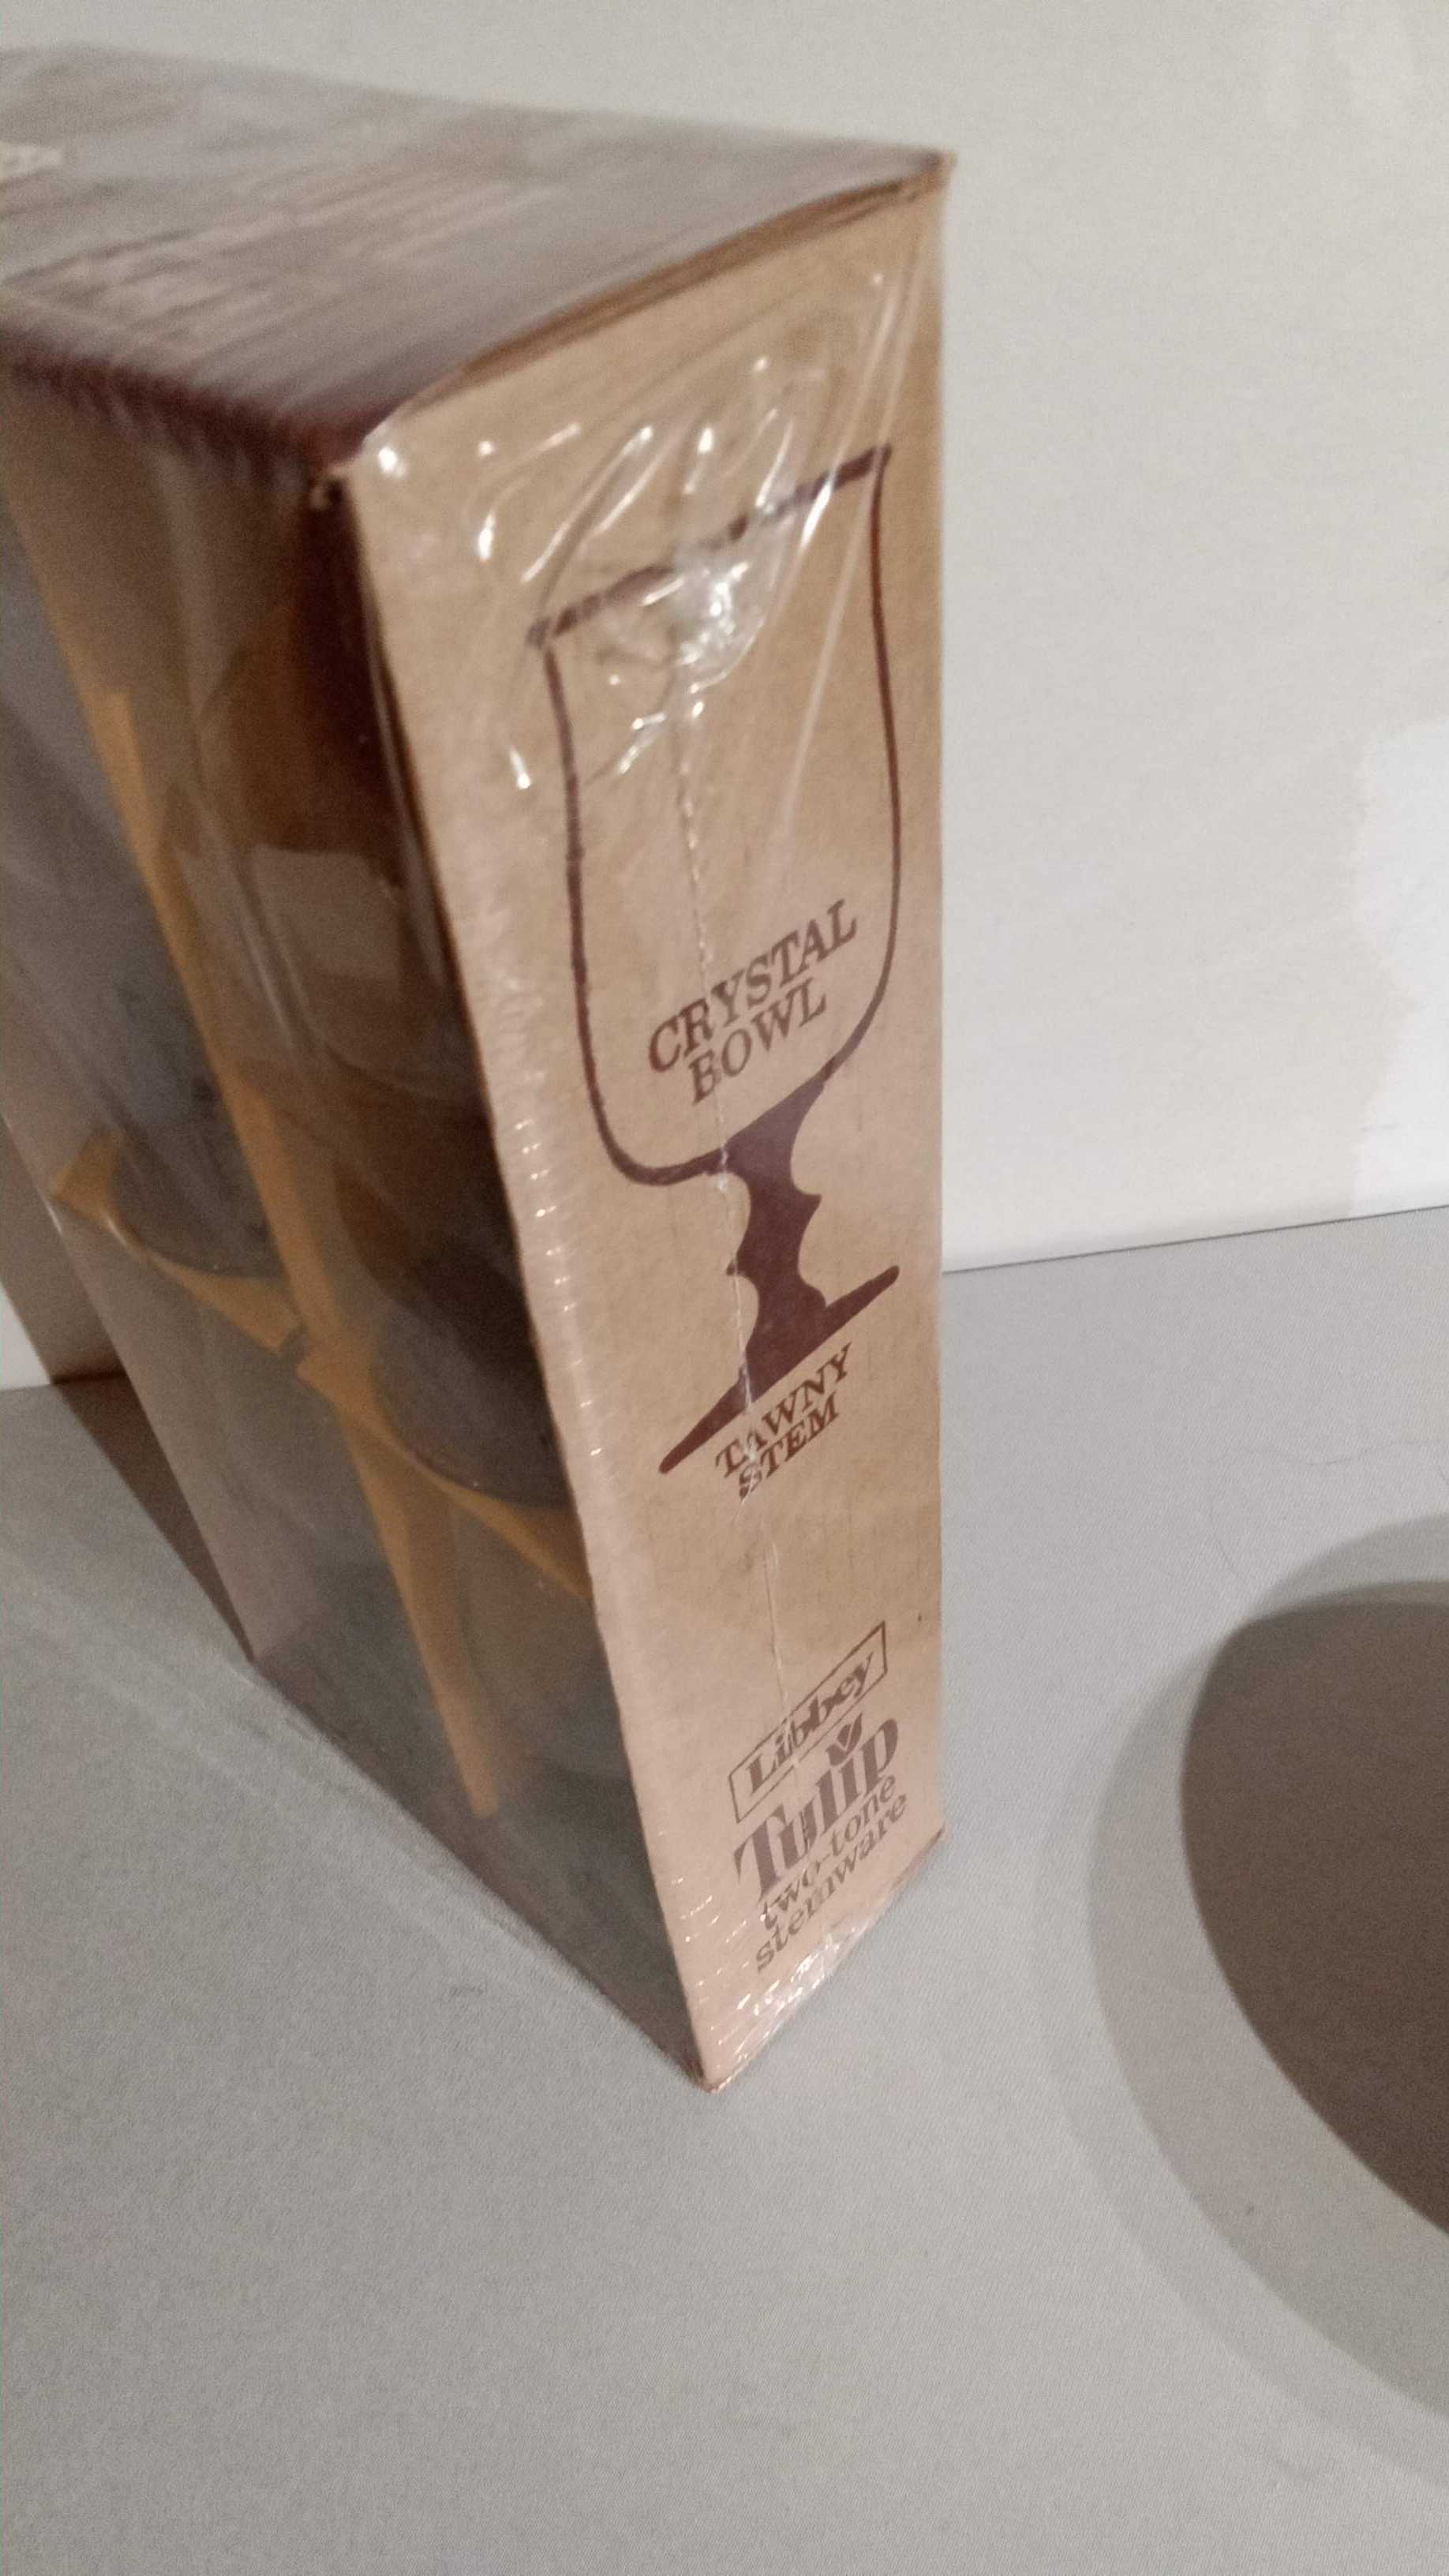 CRYSTAL
BOWL
TAWNY
STEM
Libbey
Tulip
two-tone
stemware